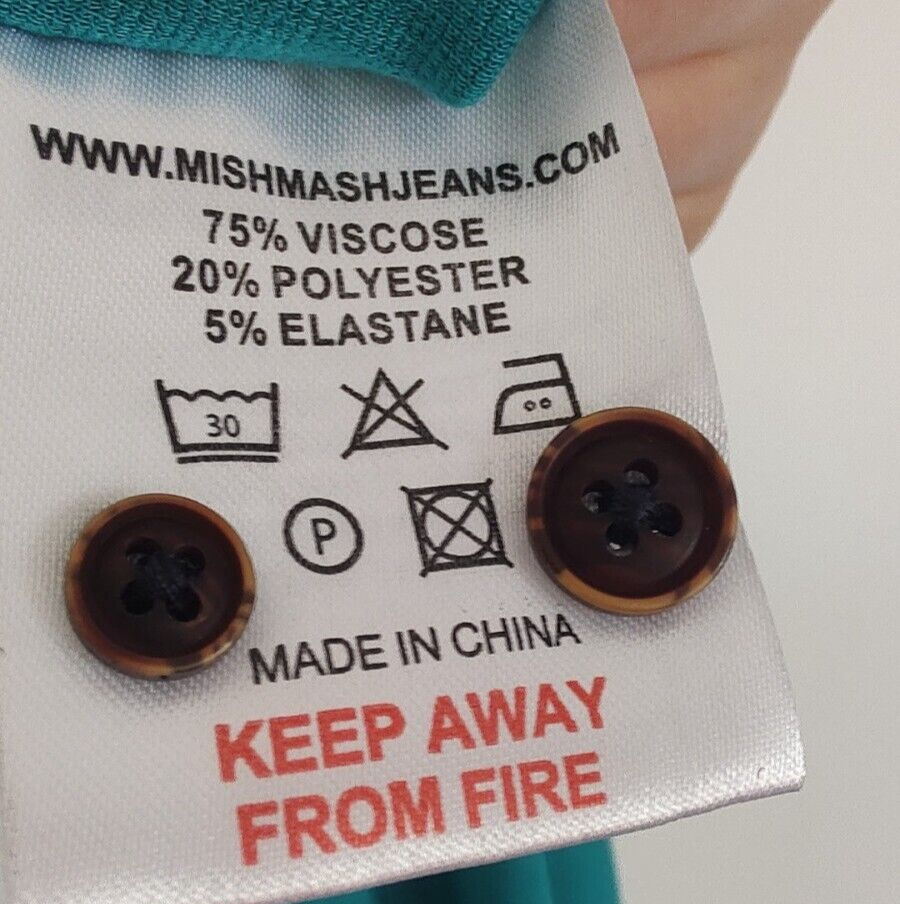 WWW.MISHMASHJEANS.COM
75% VISCOSE
20% POLYESTER
5% ELASTANE
30
P
MADE IN CHINA
KEEP AWAY
FROM FIRE